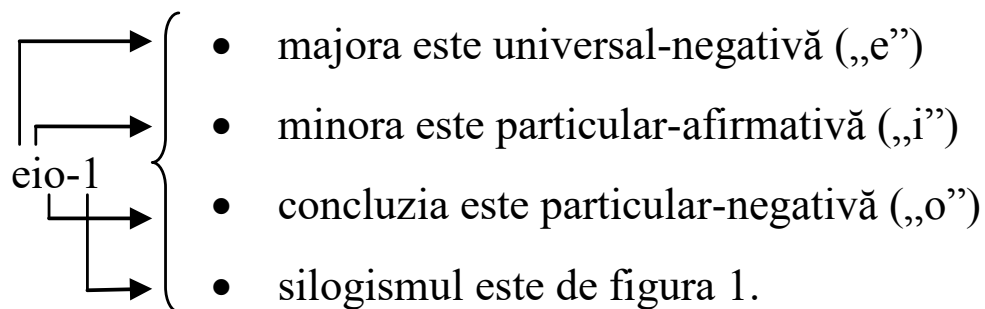 • majora este universal-negativă („e”)
• minora este particular-afirmativă („i”)
eio-1
• concluzia este particular-negativă („o”)
• silogismul este de figura 1.